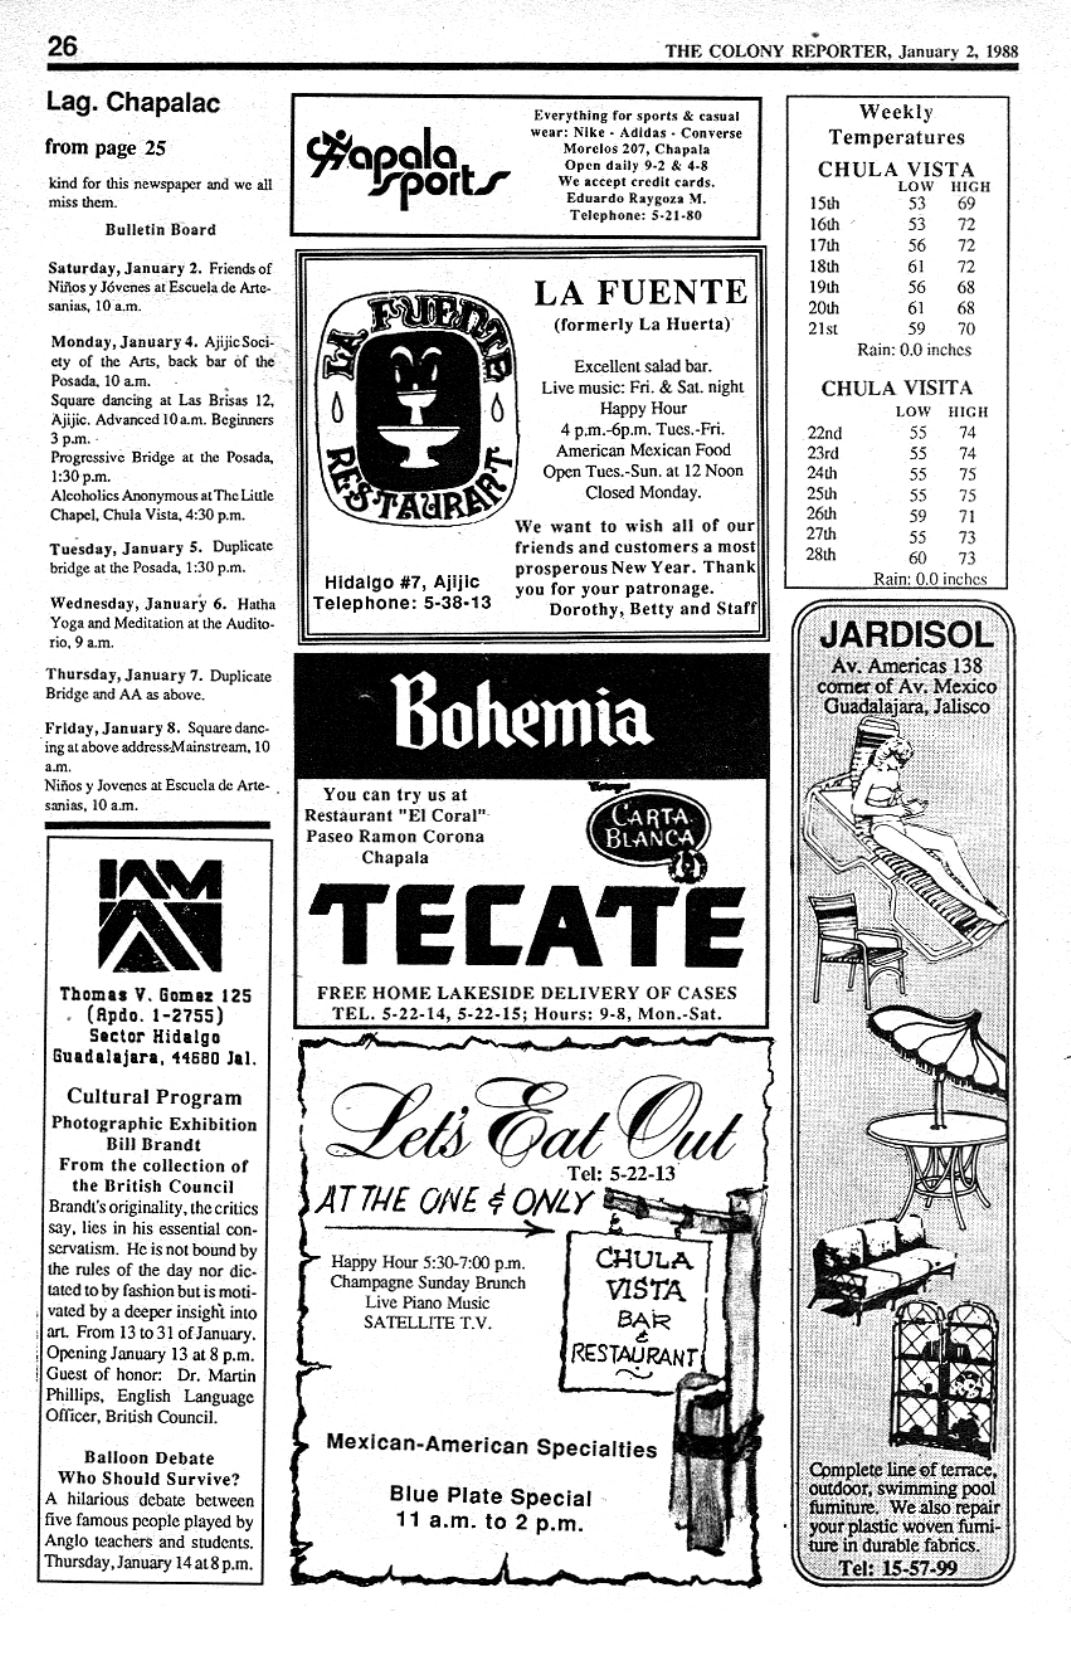 26
THE COLONY REPORTER, January 2, 1988
Lag. Chapalac
from page 25
kind for this newspaper and we all
miss them.
Bulletin Board
Saturday, January 2. Friends of
Niños y Jóvenes at Escuela de Arte-
sanias, 10 a.m.
Monday, January 4. Ajijic Soci-
ety of the Arts, back bar of the
Posada, 10 a.m.
Square dancing at Las Brisas 12,
Ajijic. Advanced 10 a.m. Beginners
3 p.m.
Progressive Bridge at the Posada,
1:30 p.m.
Alcoholics Anonymous at The Little
Chapel, Chula Vista, 4:30 p.m.
Tuesday, January 5. Duplicate
bridge at the Posada, 1:30 p.m.
Wednesday, January 6. Hatha
Yoga and Meditation at the Audito-
rio, 9 a.m.
Thursday, January 7. Duplicate
Bridge and AA as above.
Friday, January 8. Square danc-
ing at above address-Mainstream, 10
a.m.
Niños y Jovenes at Escuela de Arte-
sanias, 10 a.m.
IAM
Thomas V. Gomez 125
(Apdo. 1-2755)
Sector Hidalgo
Guadalajara, 44680 Jal.
Cultural Program
Photographic Exhibition
Bill Brandt
From the collection of
the British Council
Brandt's originality, the critics
say, lies in his essential con-
servatism. He is not bound by
the rules of the day nor dic-
tated to by fashion but is moti-
vated by a deeper insight into
art. From 13 to 31 of January.
Opening January 13 at 8 p.m.
Guest of honor: Dr. Martin
Phillips, English Language
Officer, British Council.
Balloon Debate
Who Should Survive?
A hilarious debate between
five famous people played by
Anglo teachers and students.
Thursday, January 14 at 8 p.m.
Chapala
Sports
Everything for sports & casual
wear: Nike - Adidas - Converse
Morelos 207, Chapala
Open daily 9-2 & 4-8
We accept credit cards.
Eduardo Raygoza M.
Telephone: 5-21-80
LA FUENTE
RESTAURANT
Hidalgo #7, Ajijic
Telephone: 5-38-13
LA FUENTE
(formerly La Huerta)
Excellent salad bar.
Live music: Fri. & Sat. night
Happy Hour
4 p.m.-6p.m. Tues.-Fri.
American Mexican Food
Open Tues.-Sun. at 12 Noon
Closed Monday.
We want to wish all of our
friends and customers a most
prosperous New Year. Thank
you for your patronage.
Dorothy, Betty and Staff
Bohemia
You can try us at
Restaurant "El Coral"
Paseo Ramon Corona
Chapala
CARTA
BLANCA
TECATE
FREE HOME LAKESIDE DELIVERY OF CASES
TEL. 5-22-14, 5-22-15; Hours: 9-8, Mon.-Sat.
Let's Eat Out
Tel: 5-22-13
AT THE ONE & ONLY
Happy Hour 5:30-7:00 p.m.
Champagne Sunday Brunch
Live Piano Music
SATELLITE T.V.
CHULA
VISTA
BAR
&
RESTAURANT
Mexican-American Specialties
Blue Plate Special
11 a.m. to 2 p.m.
Weekly
Temperatures
CHULA VISTA
LOW HIGH
15th 53 69
16th 53 72
17th 56 72
18th 61 72
19th 56 68
20th 61 68
21st 59 70
Rain: 0.0 inches
CHULA VISITA
LOW HIGH
22nd 55 74
23rd 55 74
24th 55 75
25th 55 75
26th 59 71
27th 55 73
28th 60 73
Rain: 0.0 inches
JARDISOL
Av. Americas 138
corner of Av. Mexico
Guadalajara, Jalisco
Complete line of terrace,
outdoor, swimming pool
furniture. We also repair
your plastic woven furni-
ture in durable fabrics.
Tel: 15-57-99